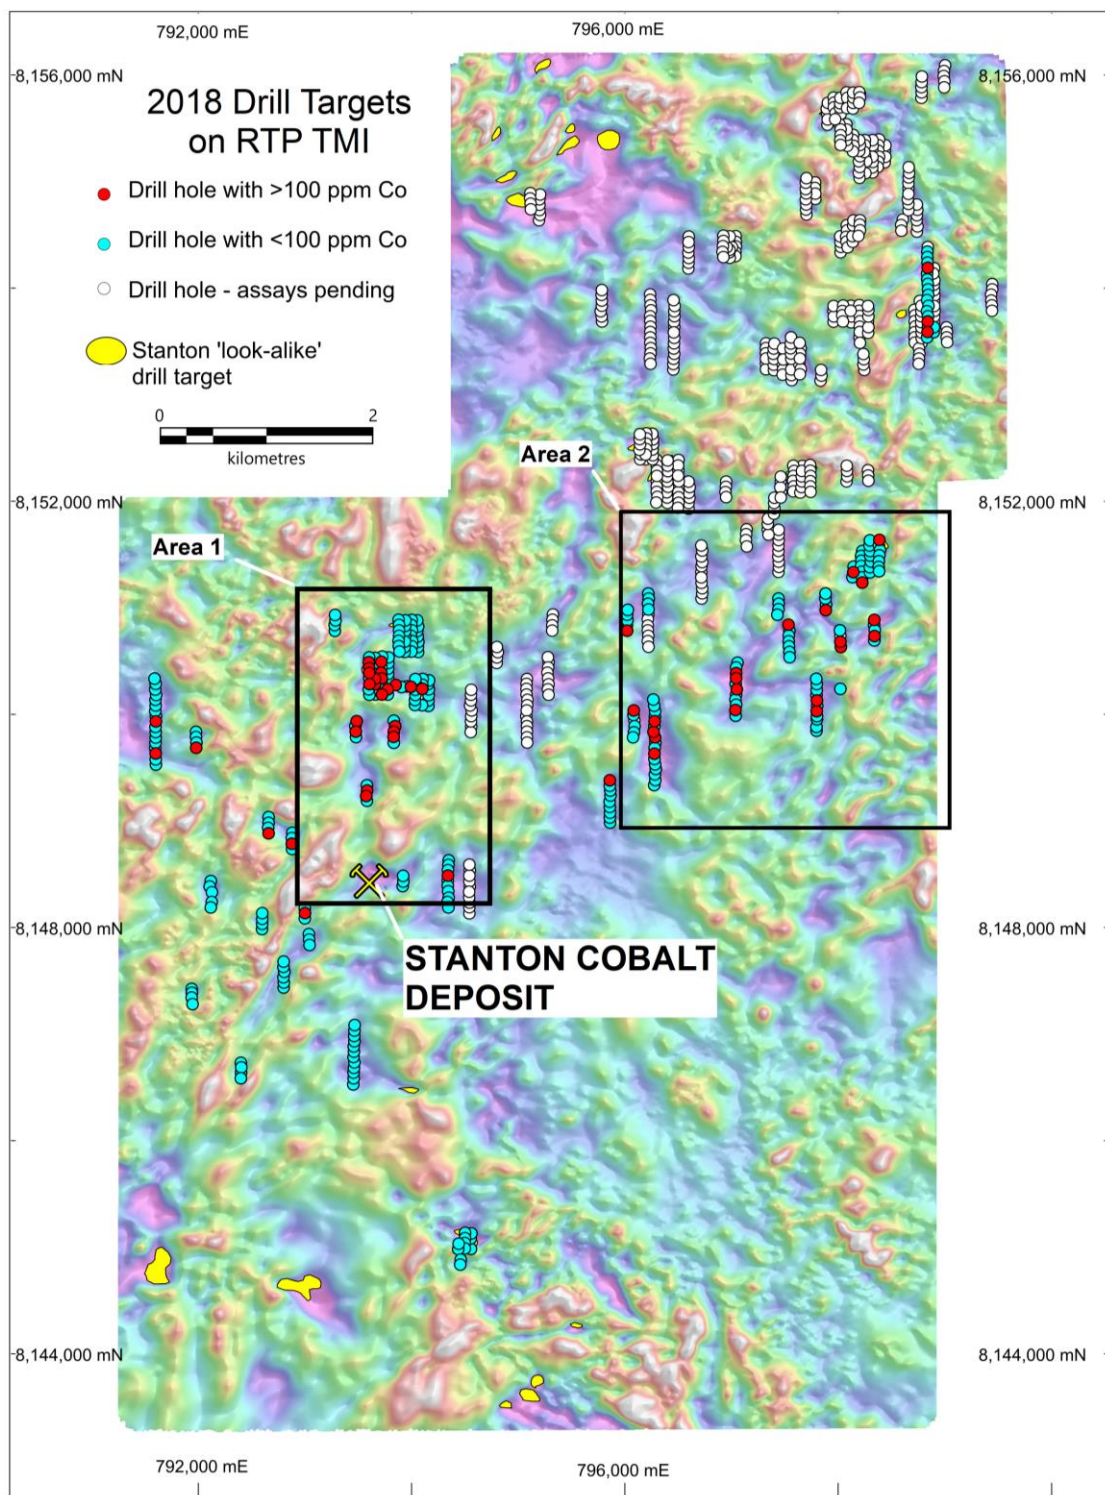 792,000 mE
796,000 mE
8,156,000 mN
8,156,000 mN
2018 Drill Targets
on RTP TMI
Drill hole with >100 ppm Co
Drill hole with <100 ppm Co
Drill hole - assays pending
Stanton 'look-alike'
drill target
0
2
kilometres
Area 2
8,152,000 mN
8,152,000 mN
Area 1
8,148,000 mN
8,148,000 mN
STANTON COBALT
DEPOSIT
8,144,000 mN
8,144,000 mN
792,000 mE
796,000 mE